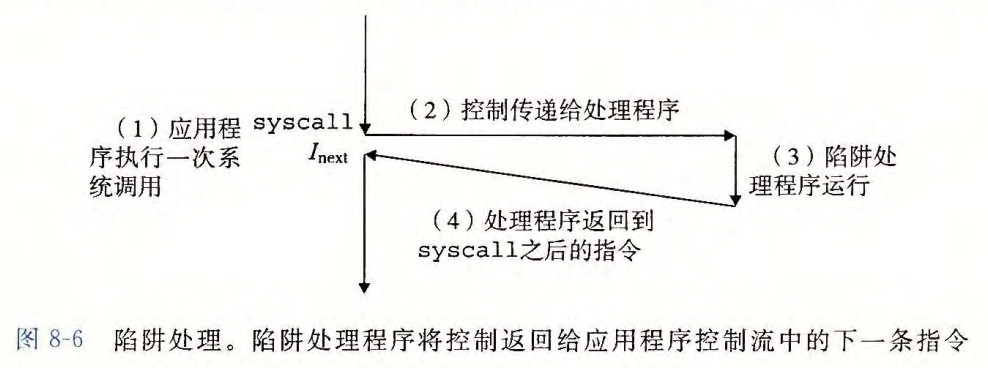 (2)控制传递给处理程序
(1)应用程
序执行一次系
统调用
syscall
Inext
(3)陷阱处
理程序运行
(4)处理程序返回到
syscall之后的指令
图 8-6 陷阱处理。陷阱处理程序将控制返回给应用程序控制流中的下一条指令